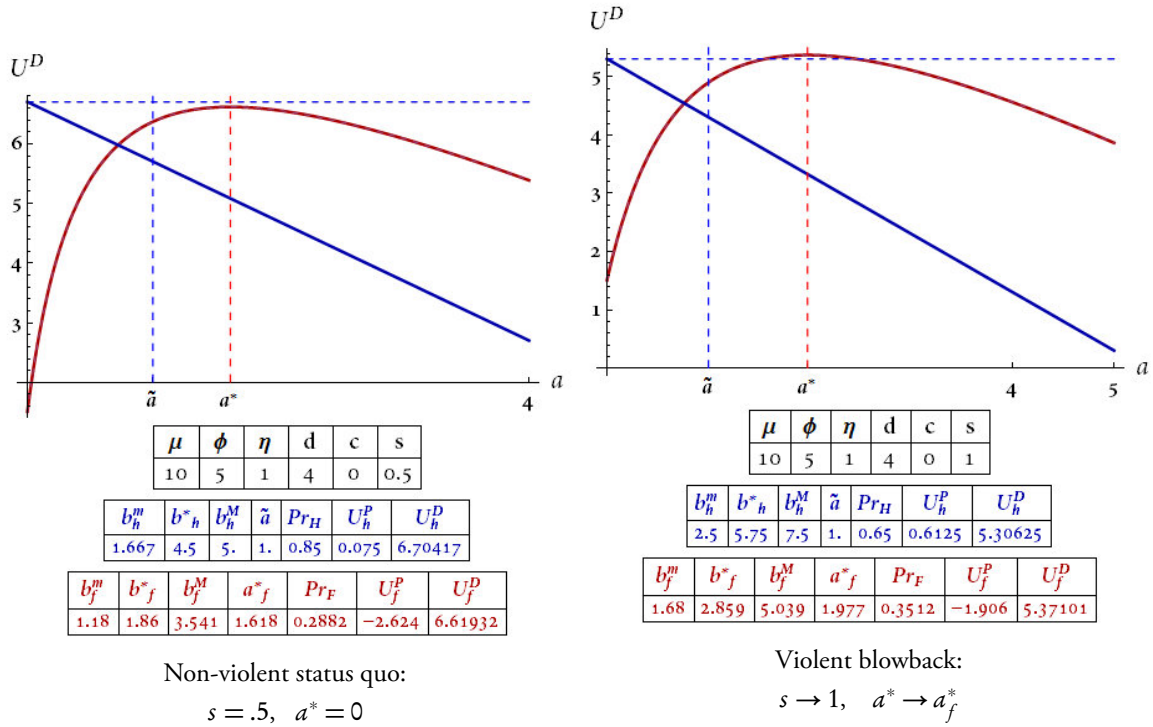 U^D
6
5
4
3
ã
a*
4
a
μ ϕ η d c s
10 5 1 4 0 0.5
b_h^m b*_h b_h^M ã Pr_H U_h^P U_h^D
1.667 4.5 5. 1. 0.85 0.075 6.70417
b_f^m b*_f b_f^M a*_f Pr_F U_f^P U_f^D
1.18 1.86 3.541 1.618 0.2882 −2.624 6.61932
Non-violent status quo:
s = .5, a* = 0
U^D
5
4
3
2
1
ã
a*
4
5
a
μ ϕ η d c s
10 5 1 4 0 1
b_h^m b*_h b_h^M ã Pr_H U_h^P U_h^D
2.5 5.75 7.5 1. 0.65 0.6125 5.30625
b_f^m b*_f b_f^M a*_f Pr_F U_f^P U_f^D
1.68 2.859 5.039 1.977 0.3512 −1.906 5.37101
Violent blowback:
s → 1, a* → a_f^*